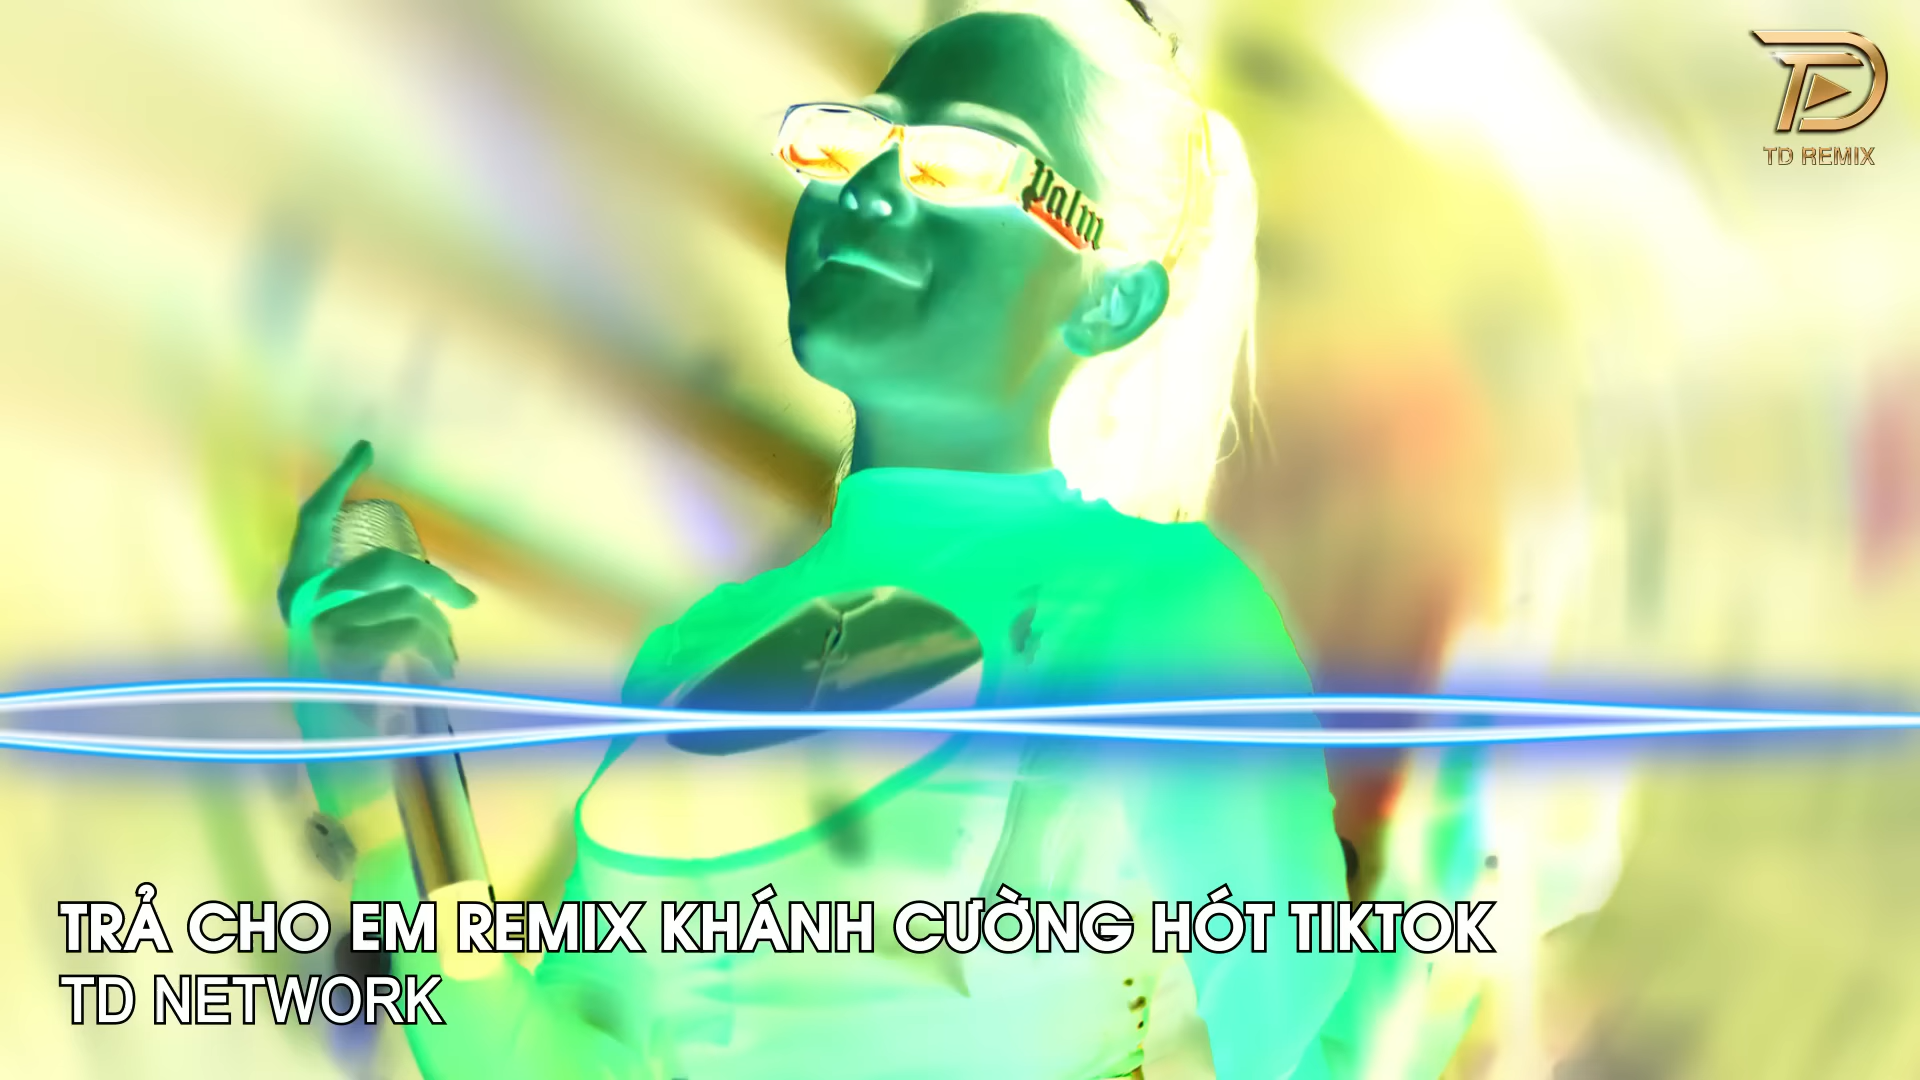 Palm
TD REMIX
TRẢ CHO EM REMIX KHÁNH CƯỜNG HÓT TIKTOK
TD NETWORK